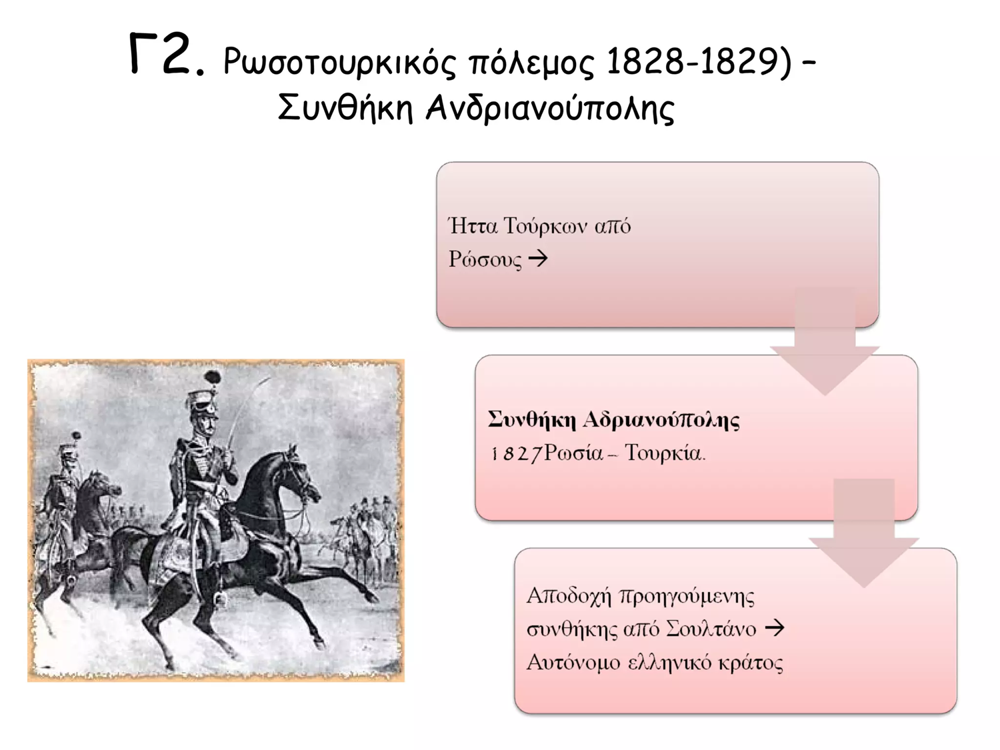 Γ2. Ρωσοτουρκικός πόλεμος 1828-1829) –
Συνθήκη Ανδριανούπολης
Ήττα Τούρκων από
Ρώσους →
Συνθήκη Αδριανούπολης
1827Ρωσία – Τουρκία.
Αποδοχή προηγούμενης
συνθήκης από Σουλτάνο →
Αυτόνομο ελληνικό κράτος